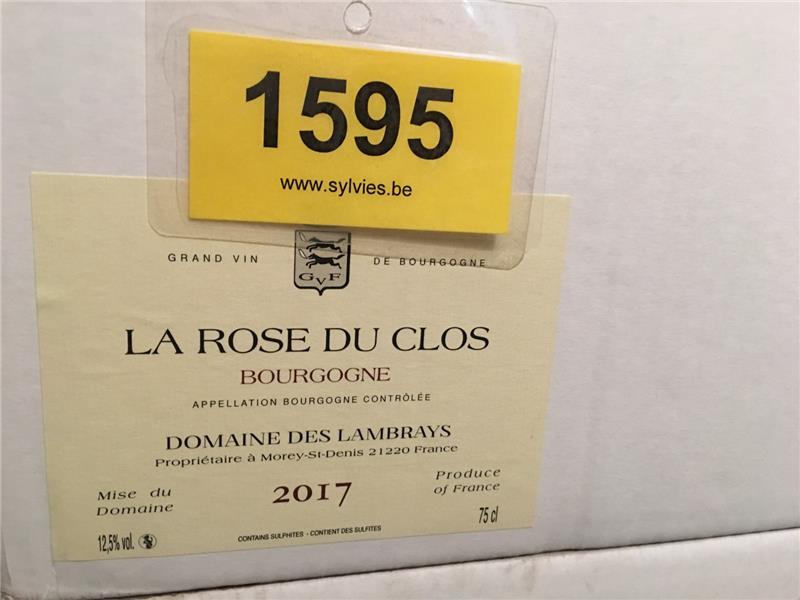 1595
www.sylvies.be
GRAND VIN DE BOURGOGNE
GVF
LA ROSE DU CLOS
BOURGOGNE
APPELLATION BOURGOGNE CONTRÔLÉE
DOMAINE DES LAMBRAYS
Propriétaire à Morey-St-Denis 21220 France
Mise du Domaine
2017
Produce of France
12,5% vol.
CONTAINS SULPHITES - CONTIENT DES SULFITES
75 cl